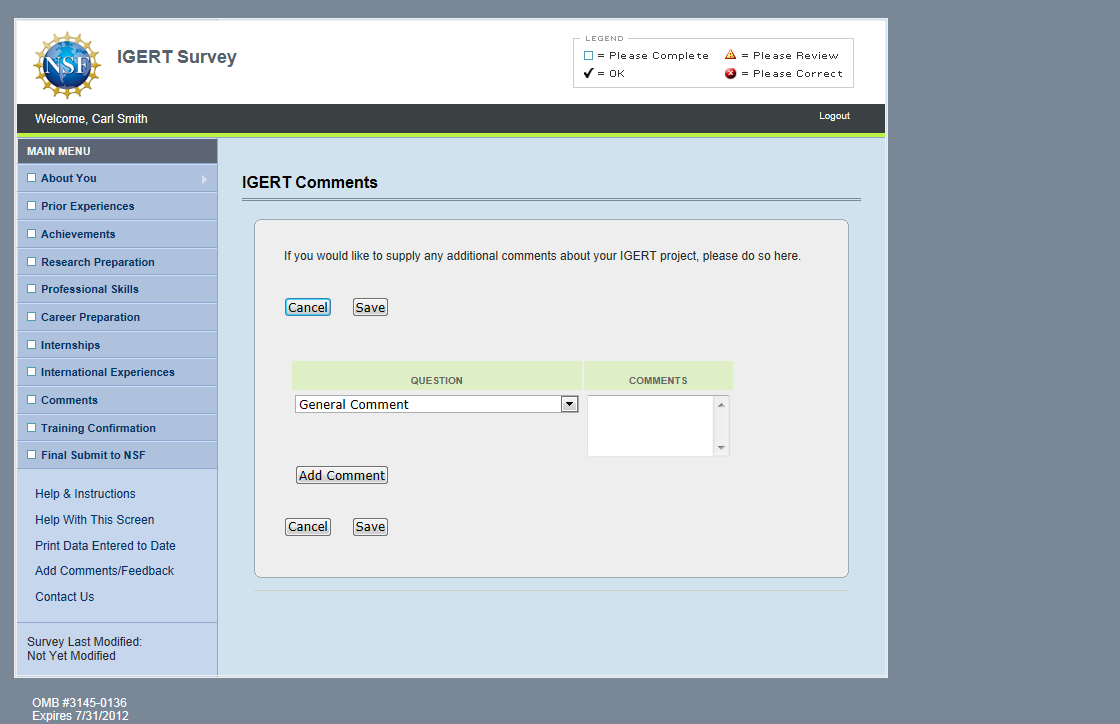 NSF
IGERT Survey
LEGEND
= Please Complete
= Please Review
= OK
= Please Correct
Welcome, Carl Smith
Logout
MAIN MENU
About You
Prior Experiences
Achievements
Research Preparation
Professional Skills
Career Preparation
Internships
International Experiences
Comments
Training Confirmation
Final Submit to NSF
Help & Instructions
Help With This Screen
Print Data Entered to Date
Add Comments/Feedback
Contact Us
Survey Last Modified:
Not Yet Modified
IGERT Comments
If you would like to supply any additional comments about your IGERT project, please do so here.
Cancel Save
QUESTION COMMENTS
General Comment
Add Comment
Cancel Save
OMB #3145-0136
Expires 7/31/2012